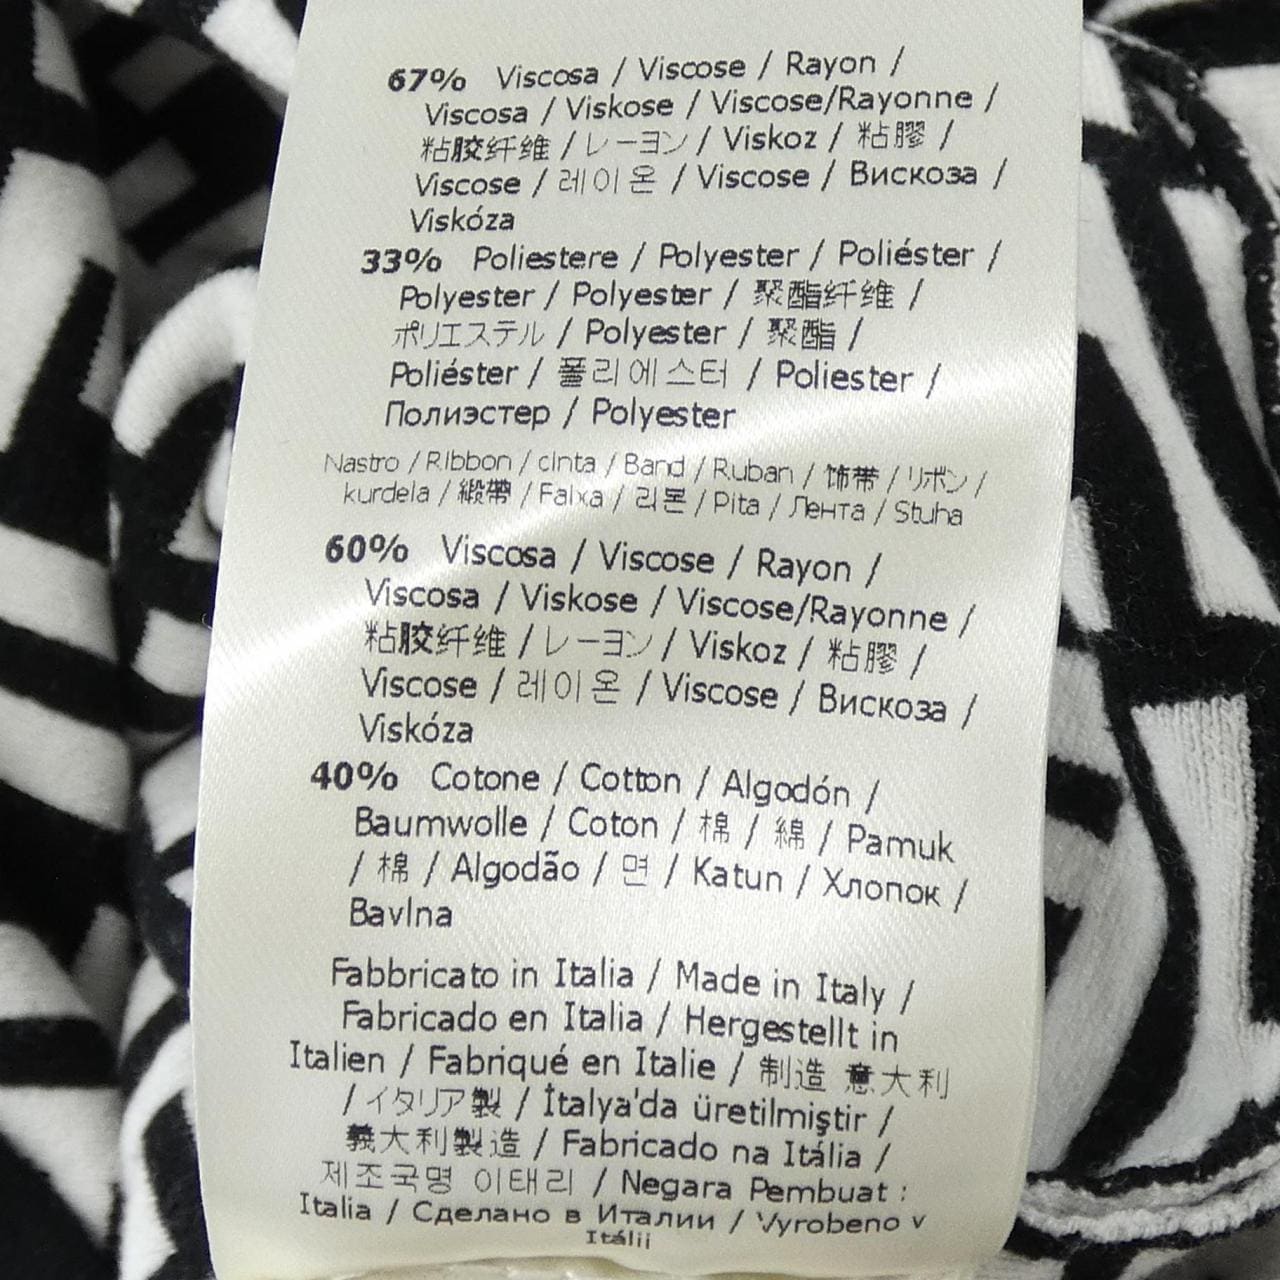 67% Viscosa / Viscose / Rayon /
Viscosa / Viskose / Viscose/Rayonne /
粘胶纤维 / レーヨン / Viskoz / 粘膠 /
Viscose / 레이온 / Viscose / Вискоза /
Viskóza
33% Poliestere / Polyester / Poliéster /
Polyester / Polyester / 聚酯纤维 /
ポリエステル / Polyester / 聚酯 /
Poliéster / 폴리에스터 / Poliester /
Полиэстер / Polyester
Nastro / Ribbon / cinta / Band / Ruban / 饰带 / リボン /
kurdela / 緞帶 / Faixa / 리본 / Pita / Лента / Stuha
60% Viscosa / Viscose / Rayon /
Viscosa / Viskose / Viscose/Rayonne /
粘胶纤维 / レーヨン / Viskoz / 粘膠 /
Viscose / 레이온 / Viscose / Вискоза /
Viskóza
40% Cotone / Cotton / Algodón /
Baumwolle / Coton / 棉 / 綿 / Pamuk
/ 棉 / Algodão / 면 / Katun / Хлопок /
Bavlna
Fabbricato in Italia / Made in Italy /
Fabricado en Italia / Hergestellt in
Italien / Fabriqué en Italie / 制造 意大利
/ イタリア製 / İtalya'da üretilmiştir /
義大利製造 / Fabricado na Itália /
제조국명 이태리 / Negara Pembuat :
Italia / Сделано в Италии / Vyrobeno v
Itálii